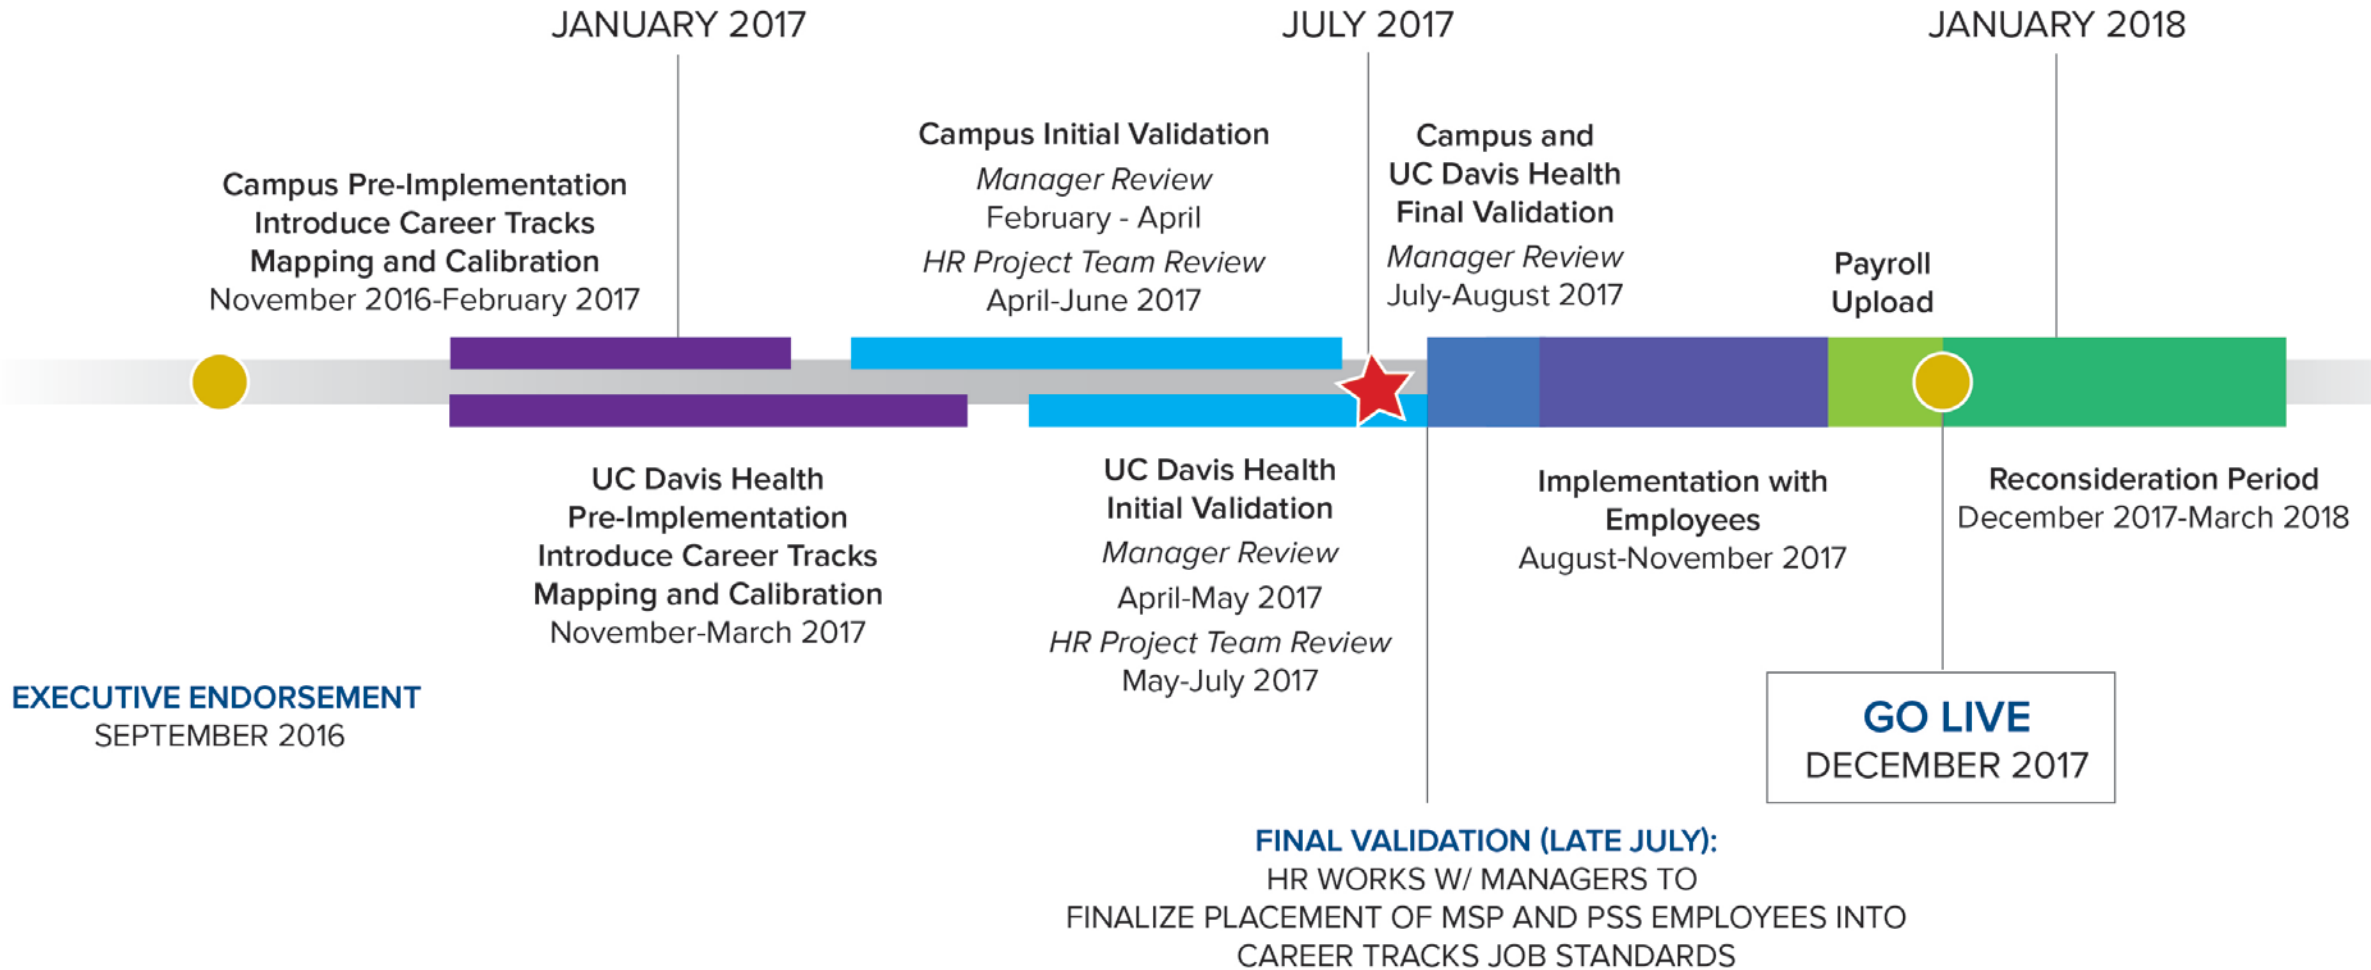 JANUARY 2017
JULY 2017
JANUARY 2018
Campus Pre-Implementation
Introduce Career Tracks
Mapping and Calibration
November 2016-February 2017
Campus Initial Validation
Manager Review
February - April
HR Project Team Review
April-June 2017
Campus and
UC Davis Health
Final Validation
Manager Review
July-August 2017
Payroll
Upload
UC Davis Health
Pre-Implementation
Introduce Career Tracks
Mapping and Calibration
November-March 2017
UC Davis Health
Initial Validation
Manager Review
April-May 2017
HR Project Team Review
May-July 2017
Implementation with
Employees
August-November 2017
Reconsideration Period
December 2017-March 2018
EXECUTIVE ENDORSEMENT
SEPTEMBER 2016
GO LIVE
DECEMBER 2017
FINAL VALIDATION (LATE JULY):
HR WORKS W/ MANAGERS TO
FINALIZE PLACEMENT OF MSP AND PSS EMPLOYEES INTO
CAREER TRACKS JOB STANDARDS